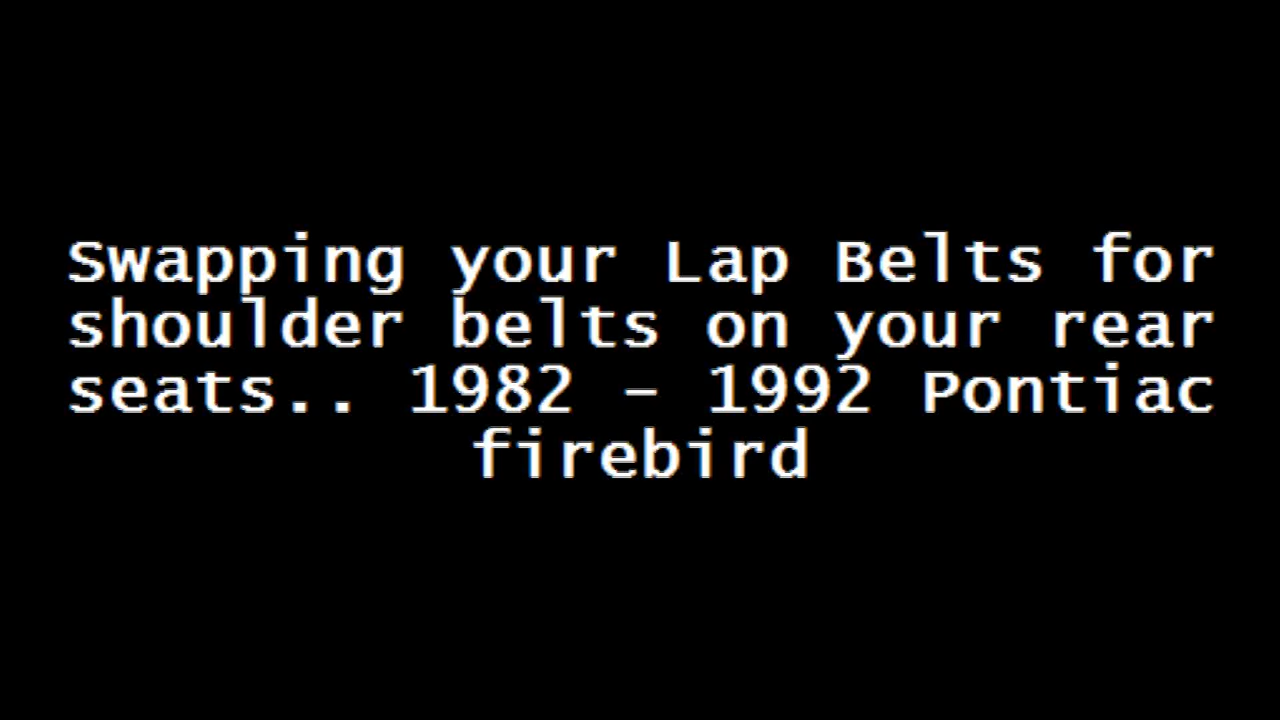 Swapping your Lap Belts for
shoulder belts on your rear
seats.. 1982 - 1992 Pontiac
firebird